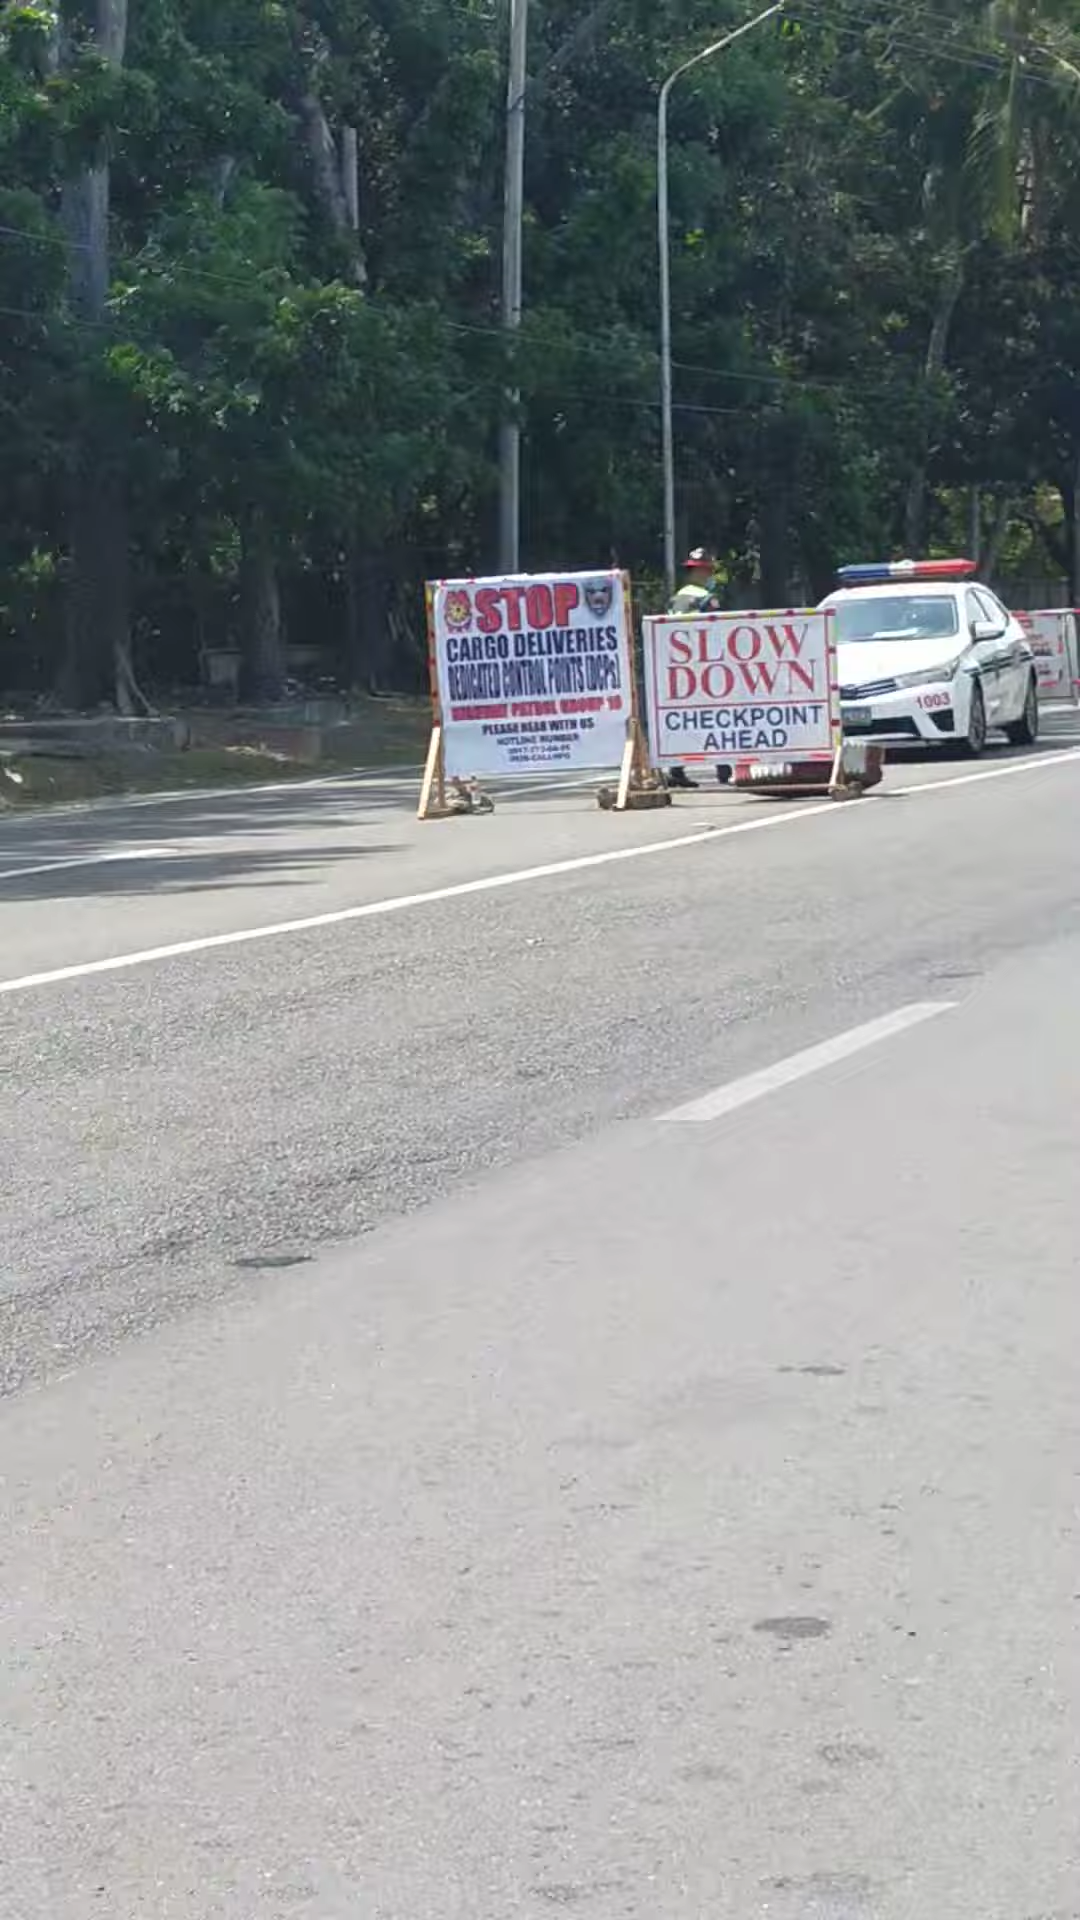 STOP
CARGO DELIVERIES
DEDICATED CONTROL POINTS (DCPs)
HIGHWAY PATROL GROUP 10
PLEASE BEAR WITH US
HOTLINE NUMBER
SLOW
DOWN
CHECKPOINT
AHEAD
1003